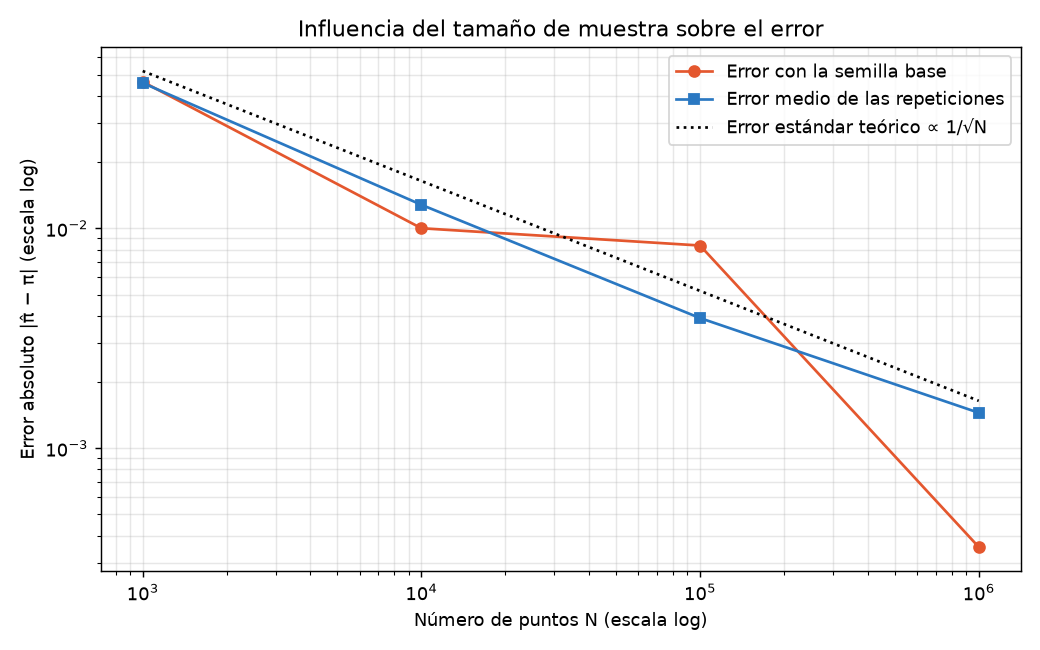 Influencia del tamaño de muestra sobre el error
Error con la semilla base
Error medio de las repeticiones
Error estándar teórico ∝ 1/√N
Error absoluto |π̂ − π| (escala log)
10⁻²
10⁻³
10³
10⁴
10⁵
10⁶
Número de puntos N (escala log)